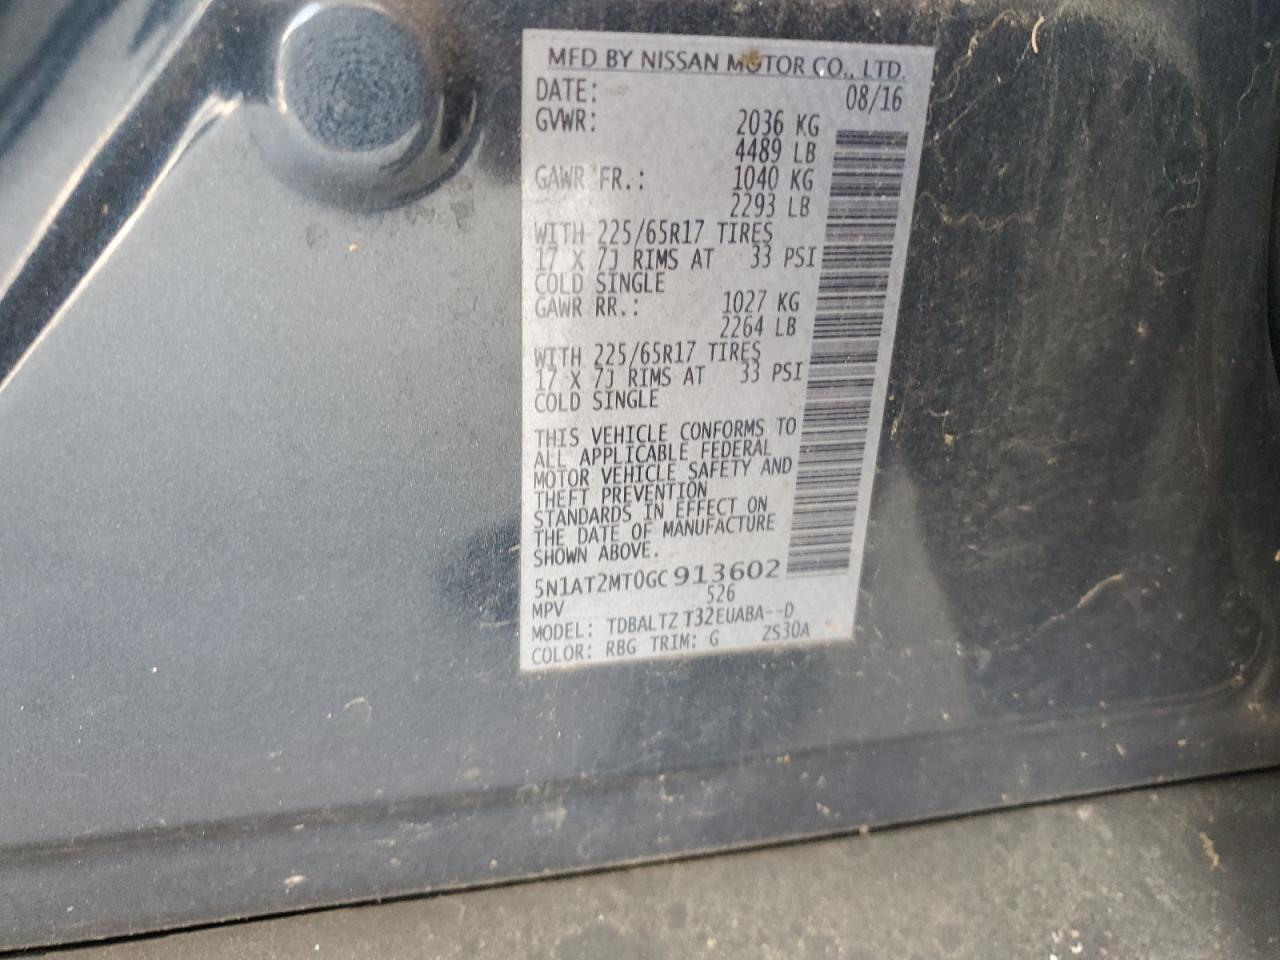 MFD BY NISSAN MOTOR CO., LTD.
DATE: 08/16
GVWR: 2036 KG
4489 LB
GAWR FR.: 1040 KG
2293 LB
WITH 225/65R17 TIRES
17 X 7J RIMS AT 33 PSI
COLD SINGLE
GAWR RR.: 1027 KG
2264 LB
WITH 225/65R17 TIRES
17 X 7J RIMS AT 33 PSI
COLD SINGLE
THIS VEHICLE CONFORMS TO
ALL APPLICABLE FEDERAL
MOTOR VEHICLE SAFETY AND
THEFT PREVENTION
STANDARDS IN EFFECT ON
THE DATE OF MANUFACTURE
SHOWN ABOVE.
5N1AT2MT0GC913602
MPV 526
MODEL: TDBALTZ T32EUABA--D
COLOR: RBG TRIM: G ZS30A